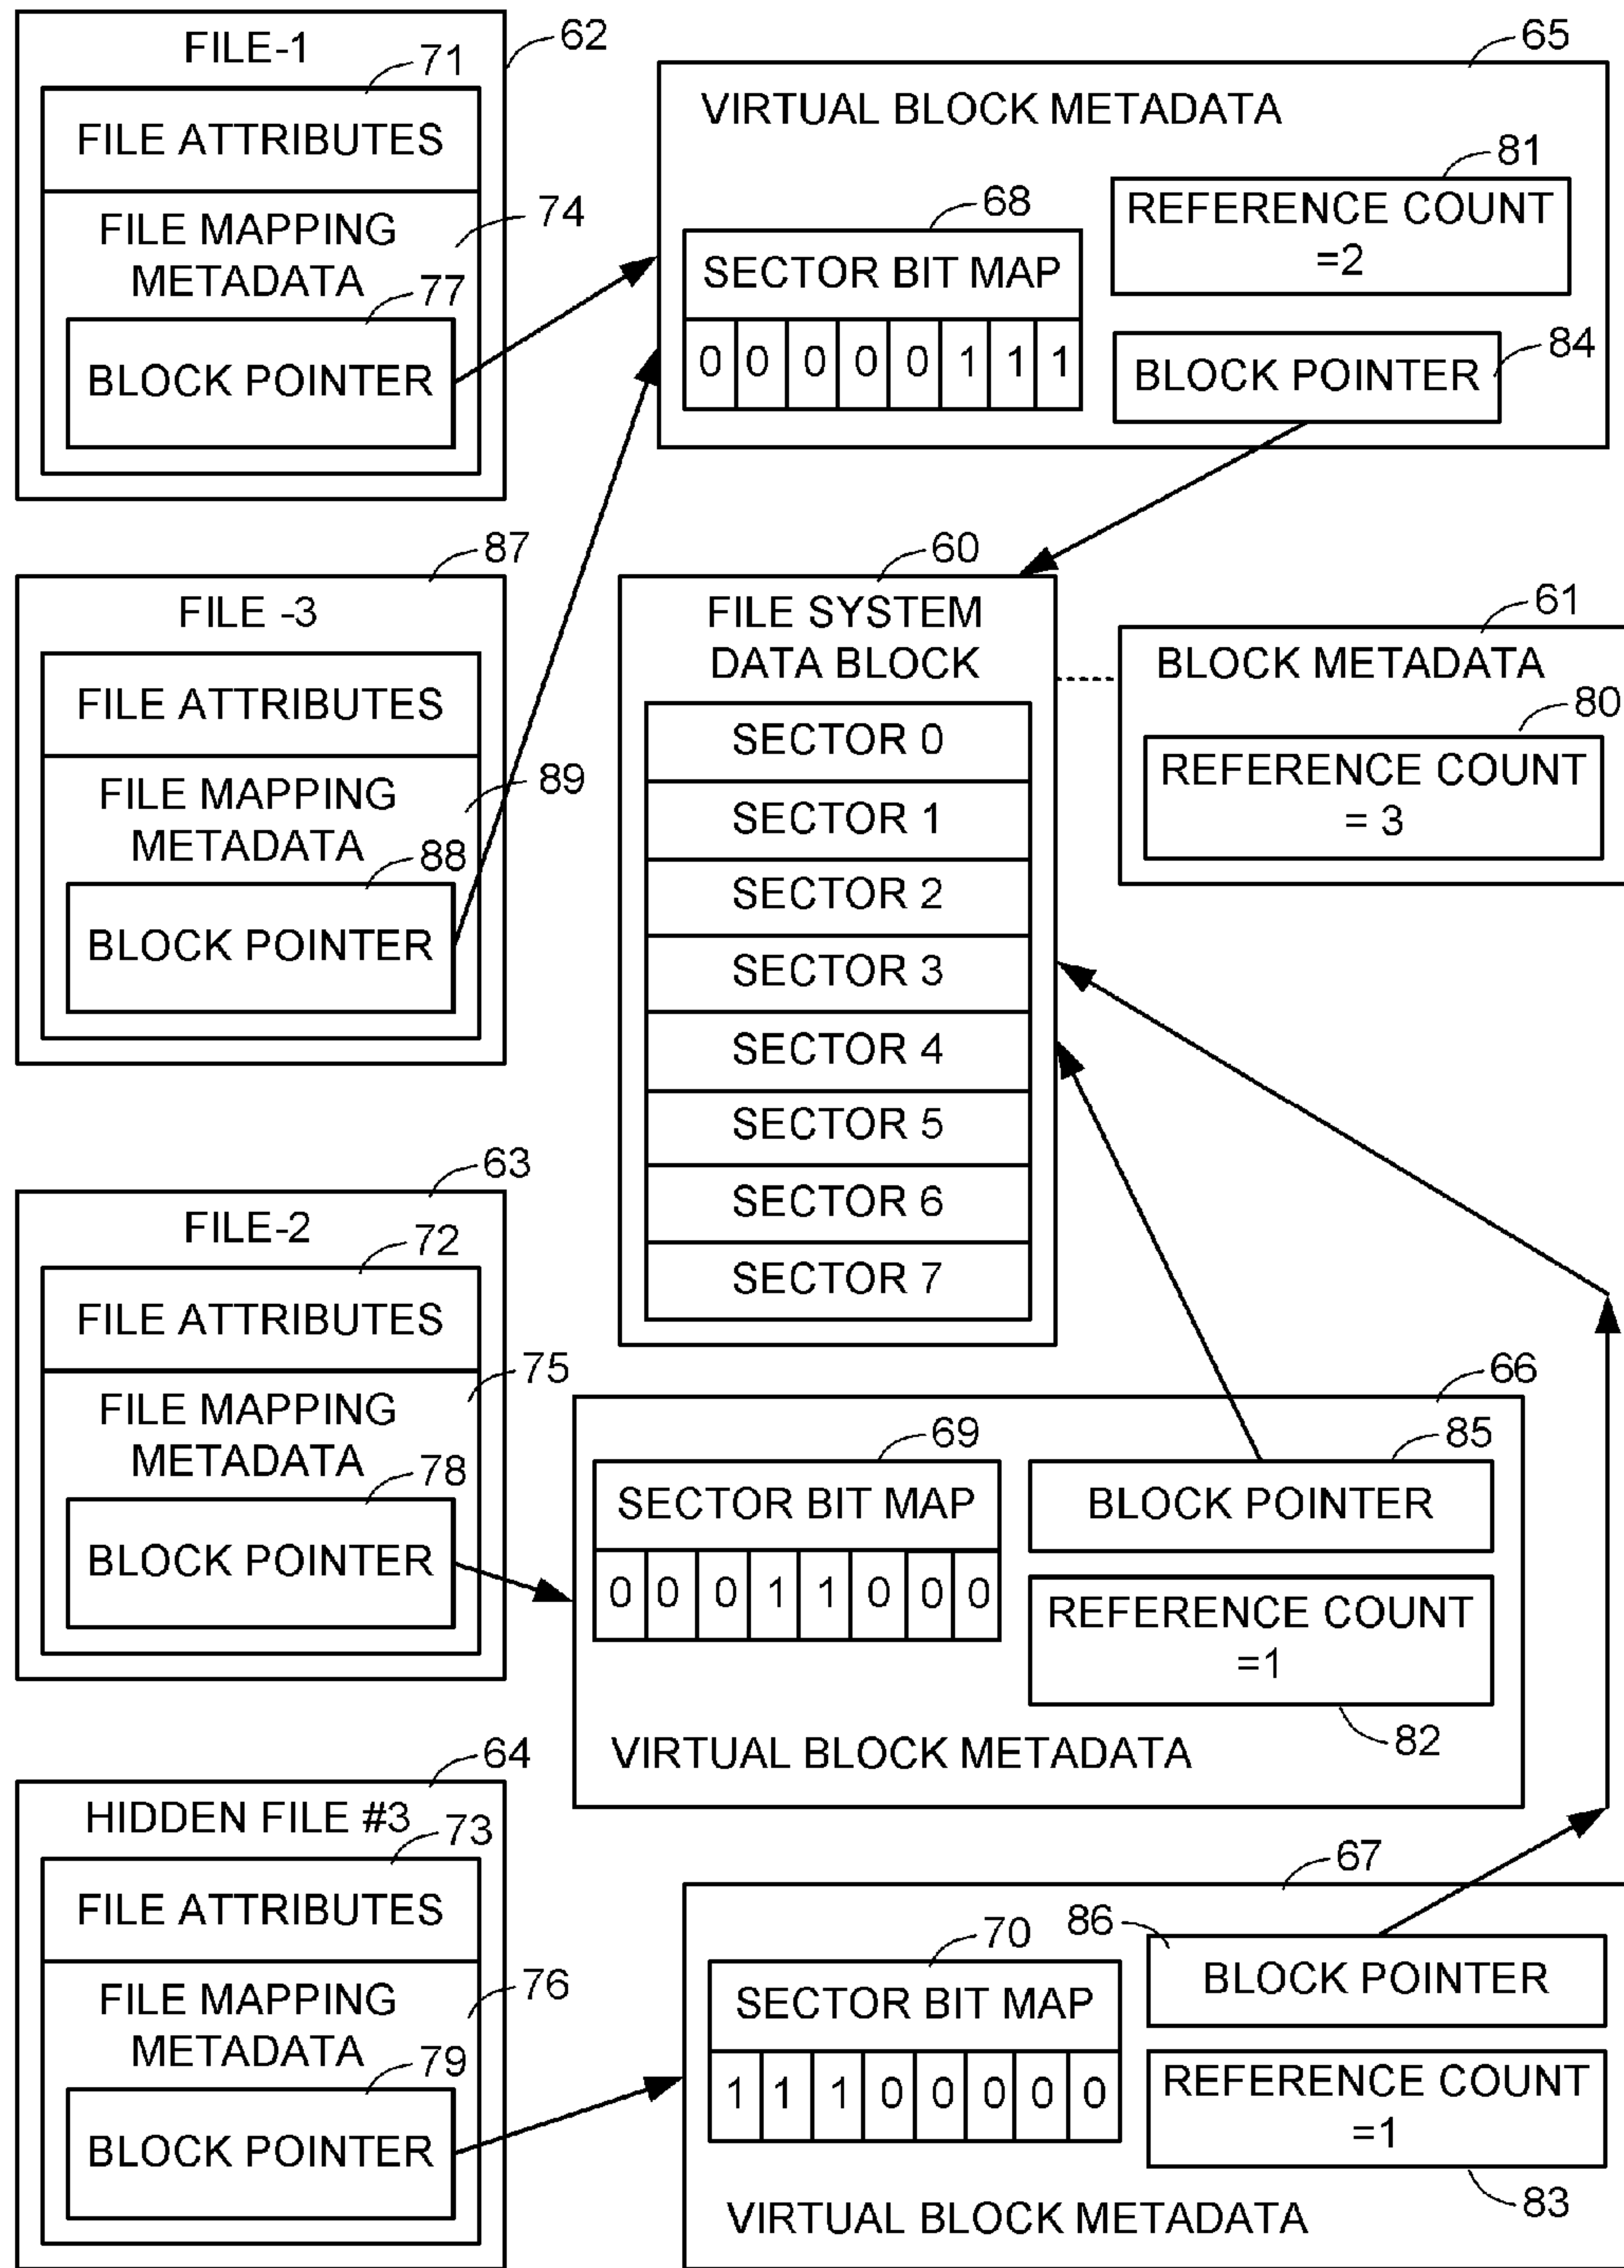 FILE-1
62
71
FILE ATTRIBUTES
FILE MAPPING
METADATA
74
77
BLOCK POINTER
65
VIRTUAL BLOCK METADATA
81
REFERENCE COUNT
=2
68
SECTOR BIT MAP
0 0 0 0 0 1 1 1
84
BLOCK POINTER
87
FILE -3
FILE ATTRIBUTES
FILE MAPPING
METADATA
89
88
BLOCK POINTER
60
FILE SYSTEM
DATA BLOCK
SECTOR 0
SECTOR 1
SECTOR 2
SECTOR 3
SECTOR 4
SECTOR 5
SECTOR 6
SECTOR 7
61
BLOCK METADATA
80
REFERENCE COUNT
= 3
63
FILE-2
72
FILE ATTRIBUTES
FILE MAPPING
METADATA
75
78
BLOCK POINTER
66
69
SECTOR BIT MAP
0 0 0 1 1 0 0 0
85
BLOCK POINTER
REFERENCE COUNT
=1
82
VIRTUAL BLOCK METADATA
64
HIDDEN FILE #3
73
FILE ATTRIBUTES
FILE MAPPING
METADATA
76
79
BLOCK POINTER
67
70
SECTOR BIT MAP
1 1 1 0 0 0 0 0
86
BLOCK POINTER
REFERENCE COUNT
=1
83
VIRTUAL BLOCK METADATA